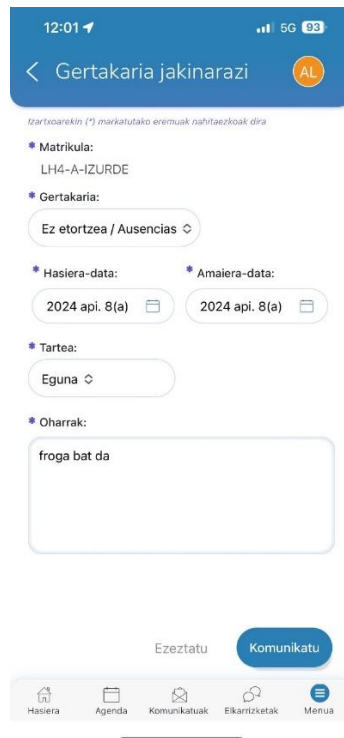 12:01 5G 93
Gertakaria jakinarazi AL
Izartxoarekin (*) markatutako eremuak nahitaezkoak dira
* Matrikula:
LH4-A-IZURDE
* Gertakaria:
Ez etortzea / Ausencias
* Hasiera-data: * Amaiera-data:
2024 api. 8(a) 2024 api. 8(a)
* Tartea:
Eguna
* Oharrak:
froga bat da
Ezeztatu Komunikatu
Hasiera Agenda Komunikatuak Elkarrizketak Menua